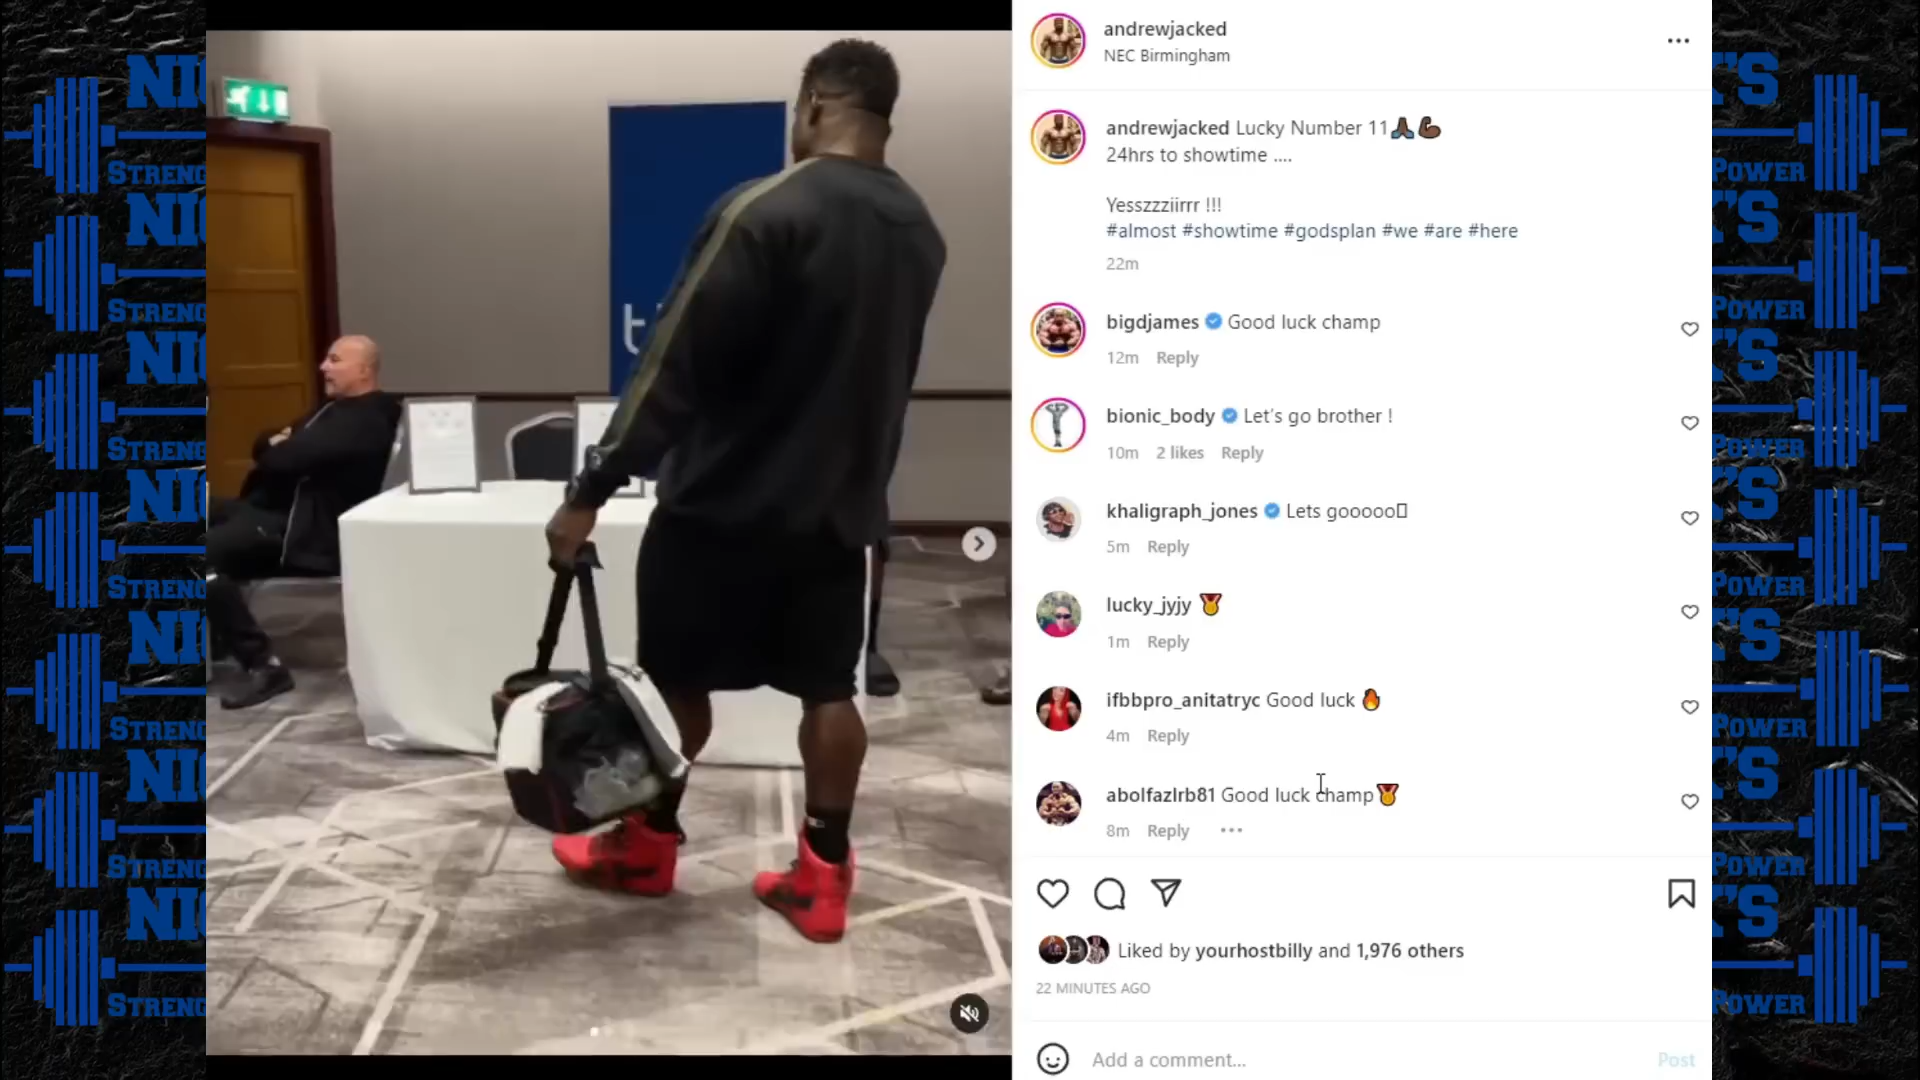 andrewjacked
NEC Birmingham
andrewjacked Lucky Number 11🙏🏿💪🏿
24hrs to showtime ....
Yesszzziirrr !!!
#almost #showtime #godsplan #we #are #here
22m
bigdjames Good luck champ
12m Reply
bionic_body Let's go brother !
10m 2 likes Reply
khaligraph_jones Lets gooooo
5m Reply
lucky_jyjy 🏅
1m Reply
ifbbpro_anitatryc Good luck 🔥
4m Reply
abolfazlrb81 Good luck champ🏅
8m Reply
Liked by yourhostbilly and 1,976 others
22 MINUTES AGO
Add a comment...
Post